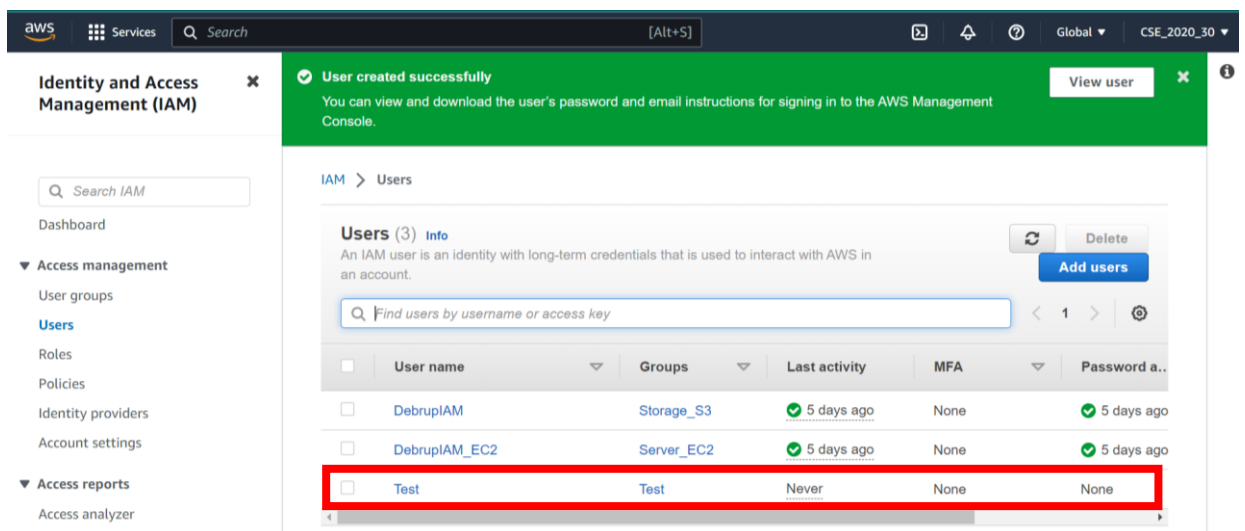 aws Services Search [Alt+S] Global CSE_2020_30
Identity and Access
Management (IAM)
Search IAM
Dashboard
Access management
User groups
Users
Roles
Policies
Identity providers
Account settings
Access reports
Access analyzer
User created successfully
You can view and download the user's password and email instructions for signing in to the AWS Management
Console.
View user
IAM > Users
Users (3) Info
An IAM user is an identity with long-term credentials that is used to interact with AWS in
an account.
Delete
Add users
Find users by username or access key
1
User name Groups Last activity MFA Password a..
DebrupIAM Storage_S3 5 days ago None 5 days ago
DebrupIAM_EC2 Server_EC2 5 days ago None 5 days ago
Test Test Never None None